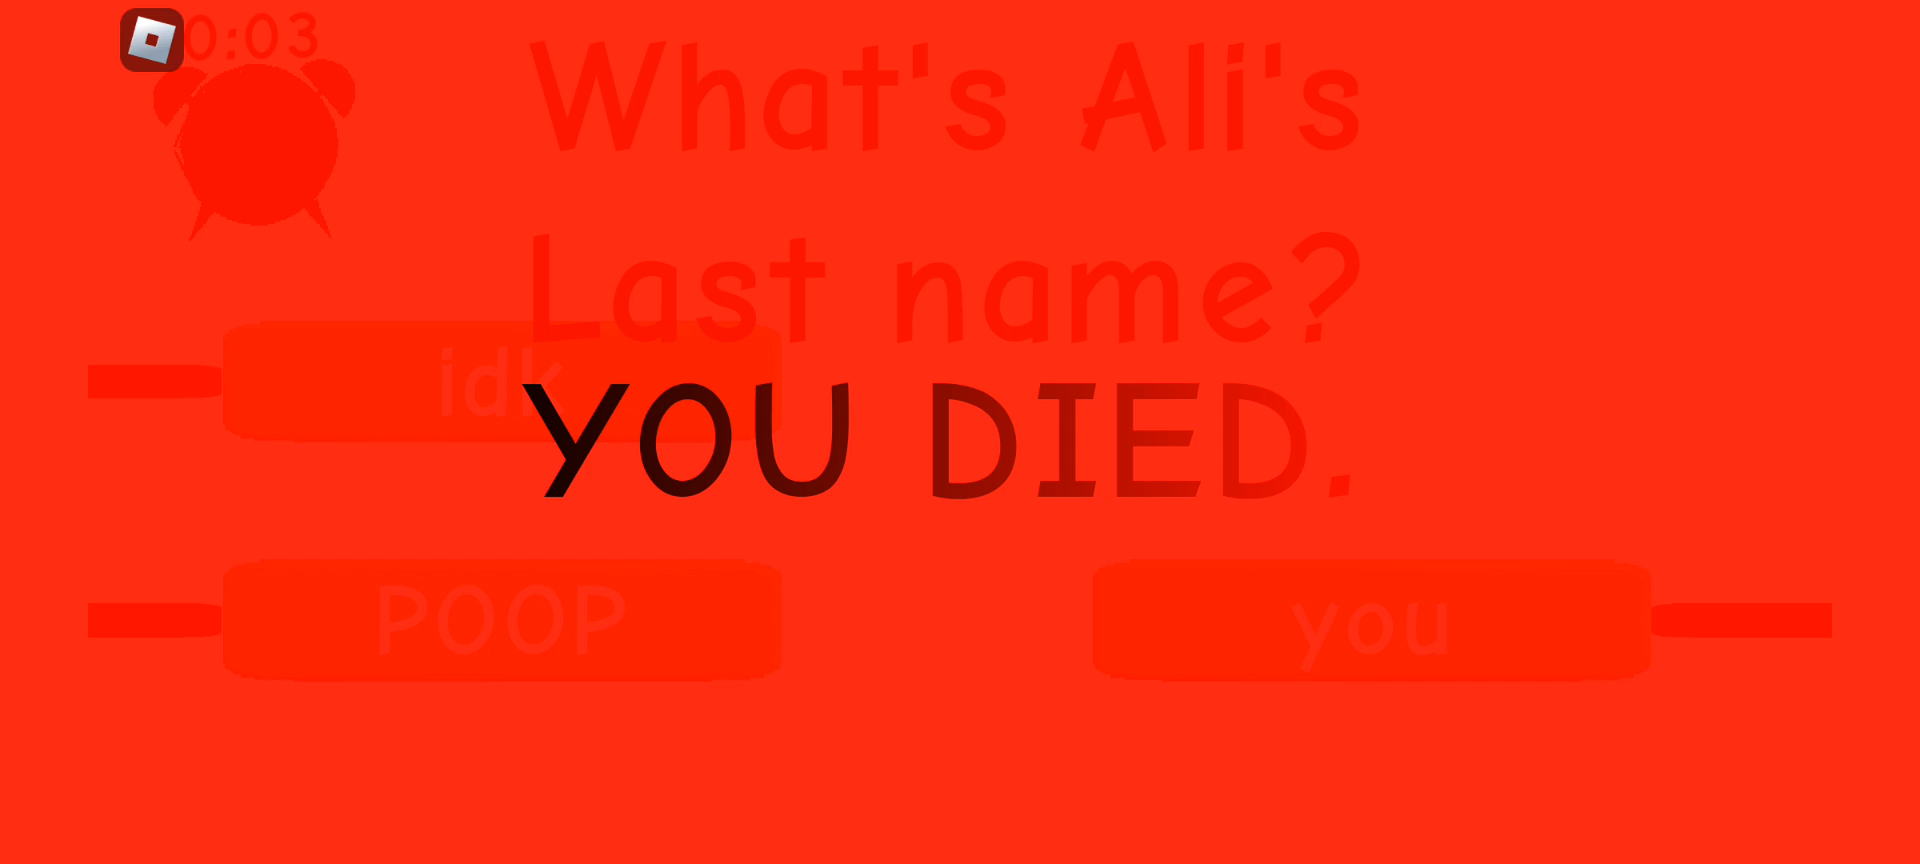 0:03
What's Ali's
Last name?
idk
YOU DIED.
POOP
you